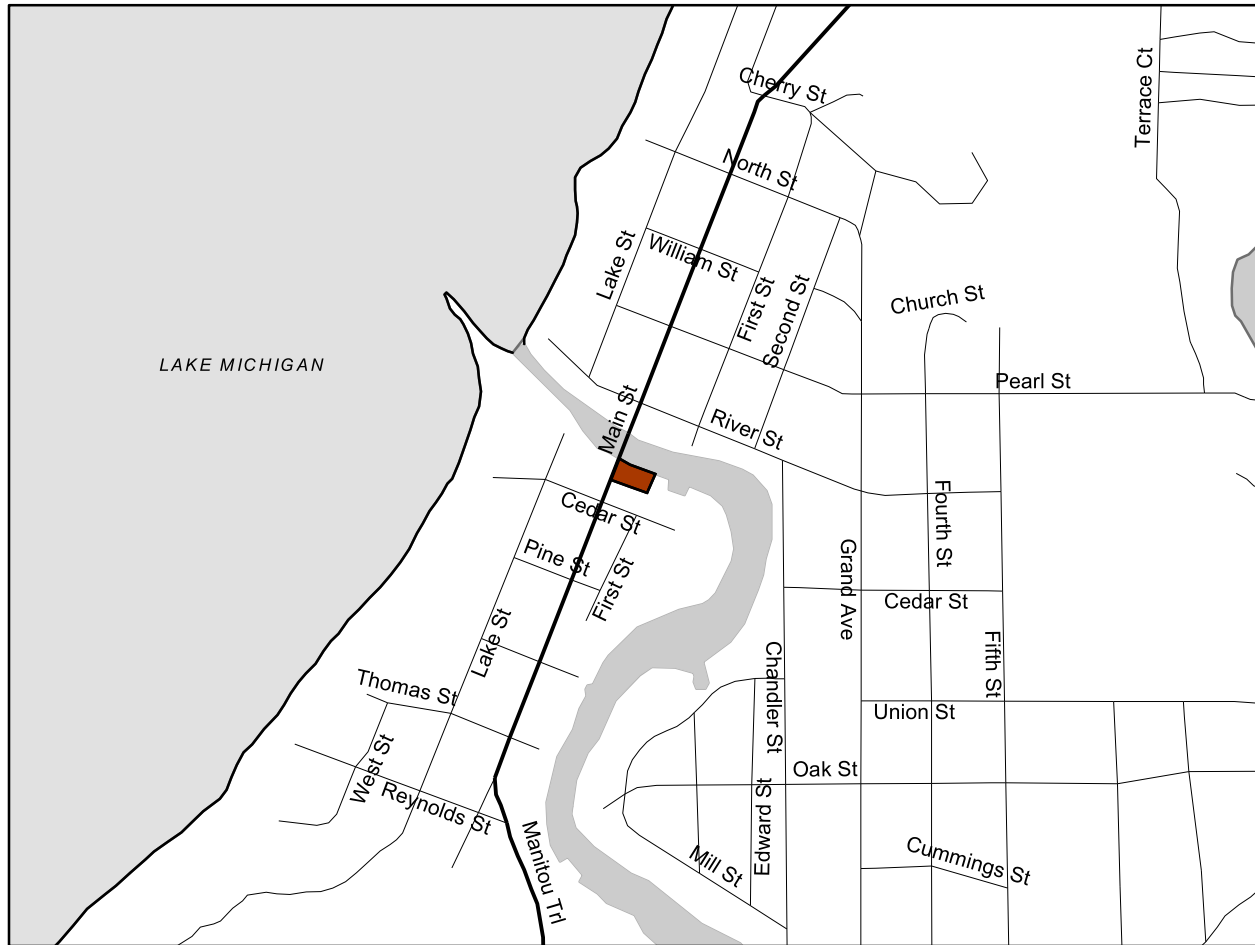 Cherry St
Terrace Ct
North St
Lake St
William St
First St
Second St
Church St
LAKE MICHIGAN
Pearl St
Main St
River St
Cedar St
Fourth St
Pine St
First St
Grand Ave
Cedar St
Lake St
Chandler St
Fifth St
Thomas St
Union St
West St
Oak St
Reynolds St
Edward St
Manitou Trl
Mill St
Cummings St